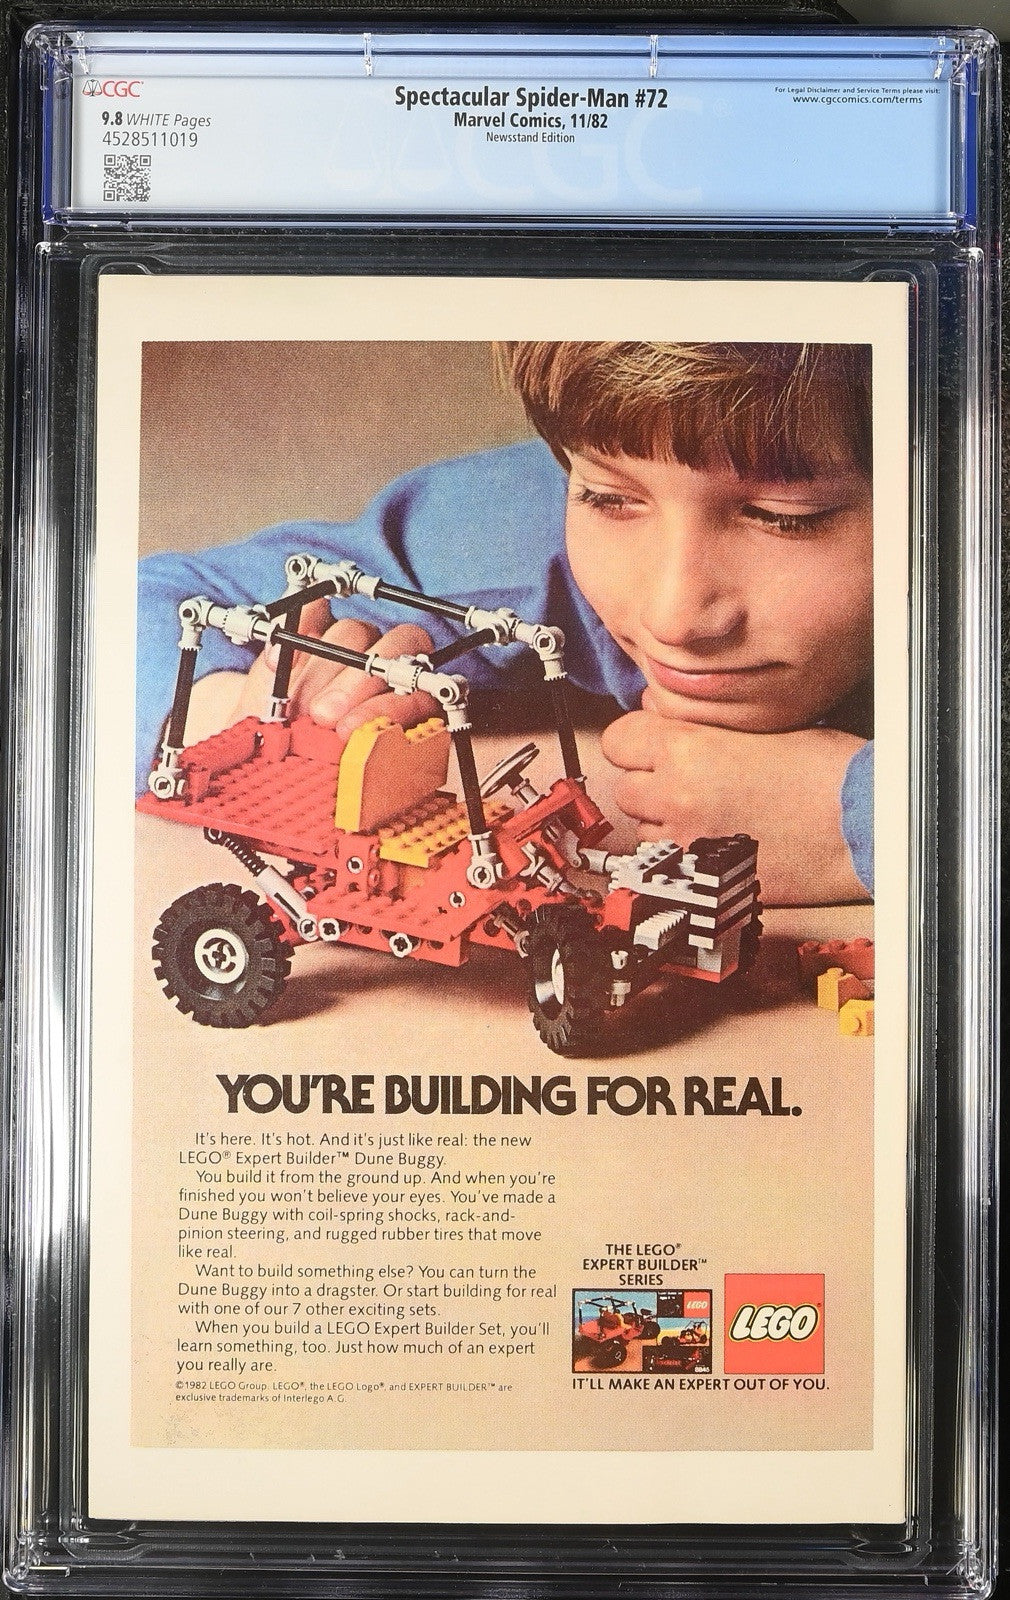 CGC
9.8 WHITE Pages
4528511019
Spectacular Spider-Man #72
Marvel Comics, 11/82
Newsstand Edition
For Legal Disclaimer and Service Terms please visit:
www.cgccomics.com/terms
CGC
YOU'RE BUILDING FOR REAL.
It's here. It's hot. And it's just like real: the new
LEGO® Expert Builder™ Dune Buggy.
You build it from the ground up. And when you're
finished you won't believe your eyes. You've made a
Dune Buggy with coil-spring shocks, rack-and-
pinion steering, and rugged rubber tires that move
like real.
Want to build something else? You can turn the
Dune Buggy into a dragster. Or start building for real
with one of our 7 other exciting sets.
When you build a LEGO Expert Builder Set, you'll
learn something, too. Just how much of an expert
you really are.
©1982 LEGO Group. LEGO®, the LEGO Logo®, and EXPERT BUILDER™ are
exclusive trademarks of Interlego A.G.
THE LEGO®
EXPERT BUILDER™
SERIES
LEGO
8845
LEGO®
IT'LL MAKE AN EXPERT OUT OF YOU.